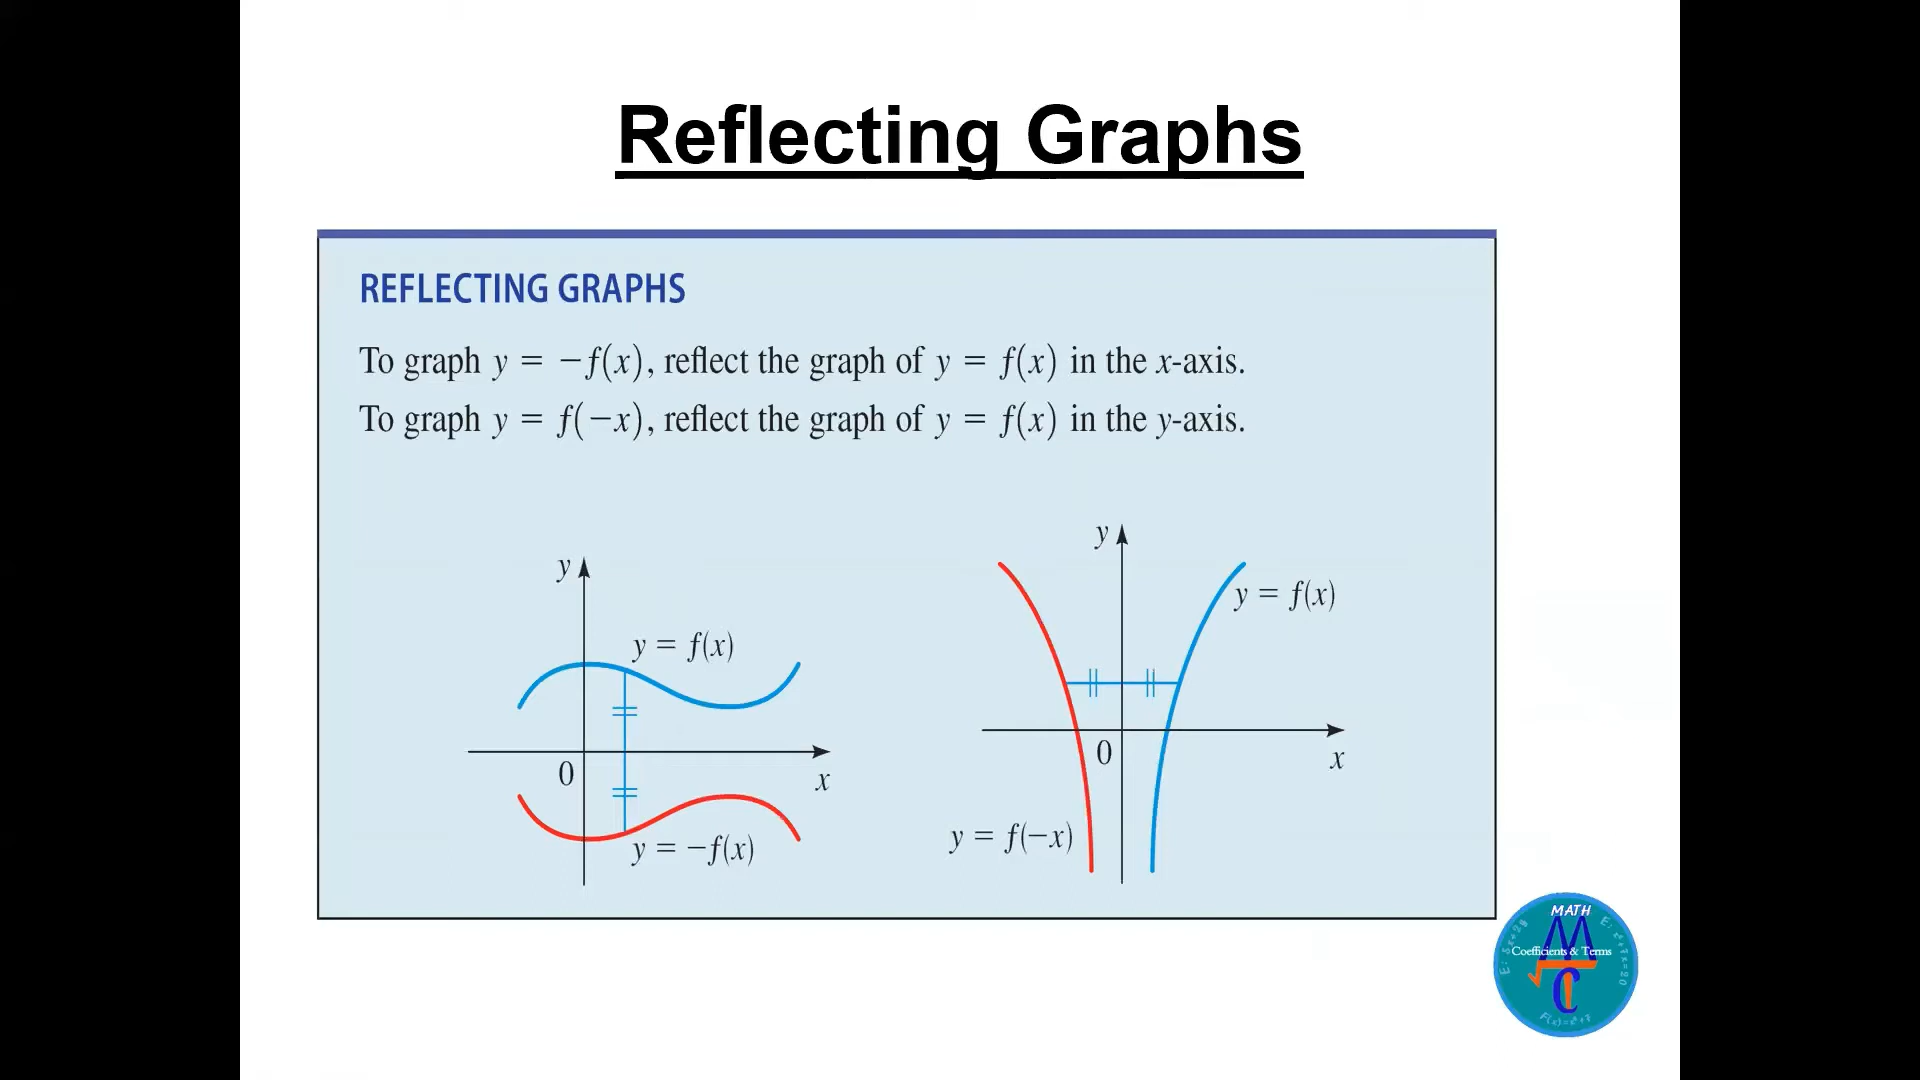 Reflecting Graphs
REFLECTING GRAPHS
To graph y = −f(x), reflect the graph of y = f(x) in the x-axis.
To graph y = f(−x), reflect the graph of y = f(x) in the y-axis.
y
y = f(x)
0
x
y = −f(x)
y
y = f(x)
0
x
y = f(−x)
MATH
M
Coefficients & Terms
C